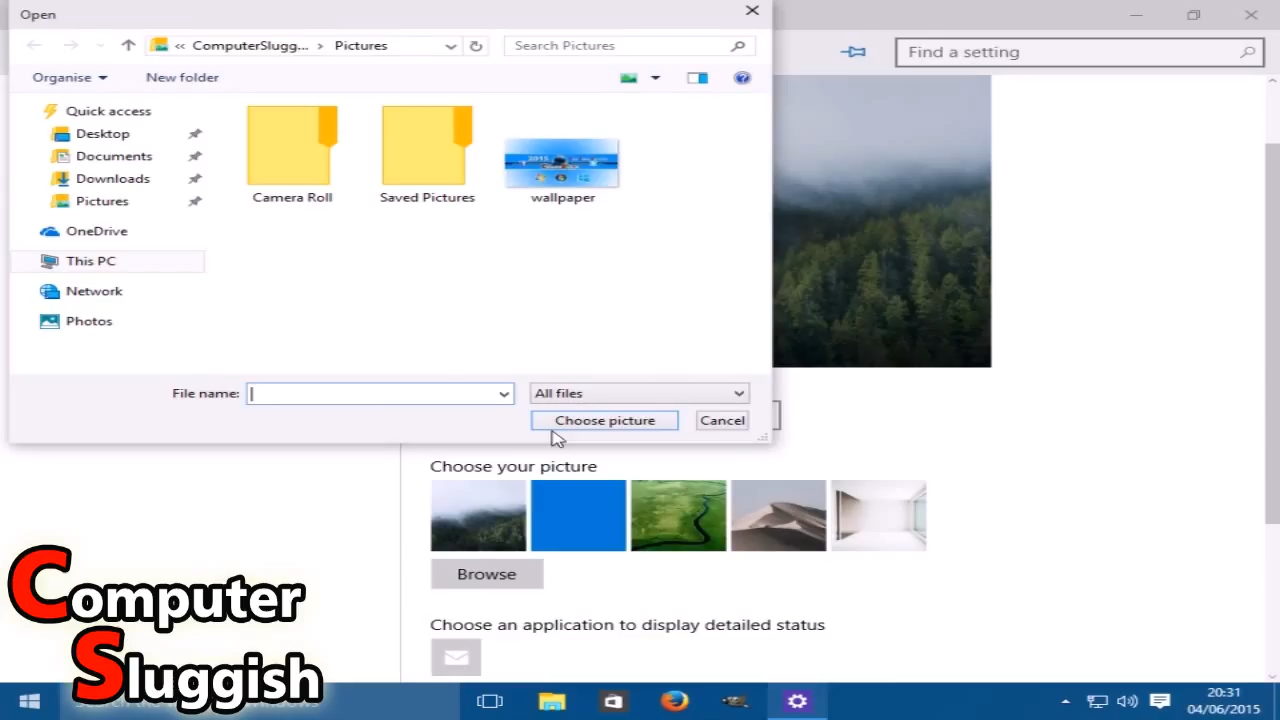 Open
Find a setting
« ComputerSlugg... › Pictures
Search Pictures
Organise
New folder
Quick access
Desktop
Documents
Downloads
Pictures
OneDrive
This PC
Network
Photos
Camera Roll
Saved Pictures
wallpaper
2015
File name:
All files
Choose picture
Cancel
Choose your picture
Browse
Choose an application to display detailed status
Computer
Sluggish
20:31
04/06/2015